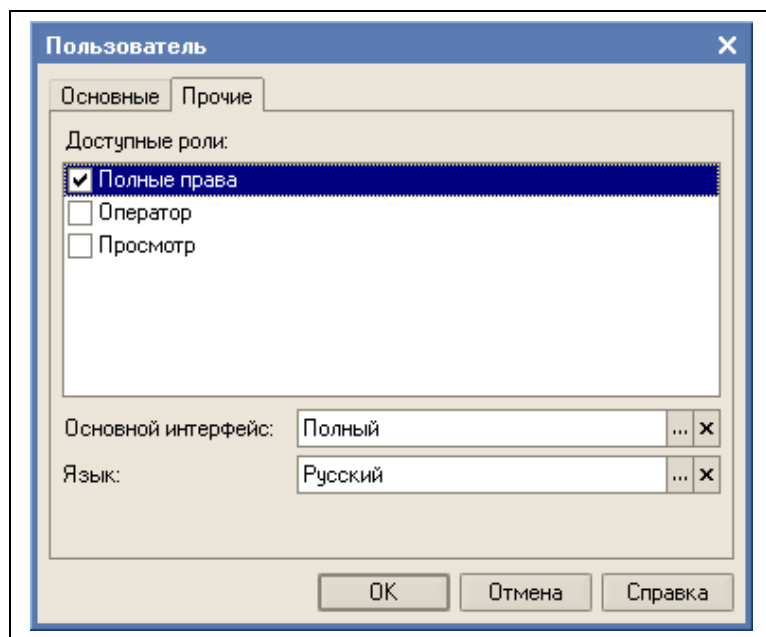 Пользователь
Основные Прочие
Доступные роли:
Полные права
Оператор
Просмотр
Основной интерфейс: Полный ...
Язык: Русский ...
OK Отмена Справка